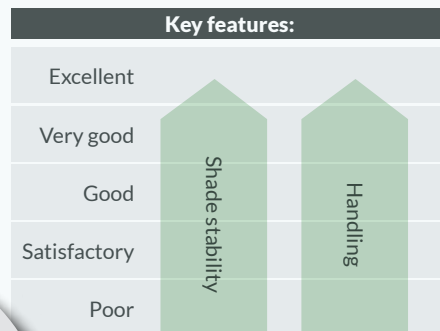 Key features:
Excellent
Very good
Good
Satisfactory
Poor
Shade stability
Handling